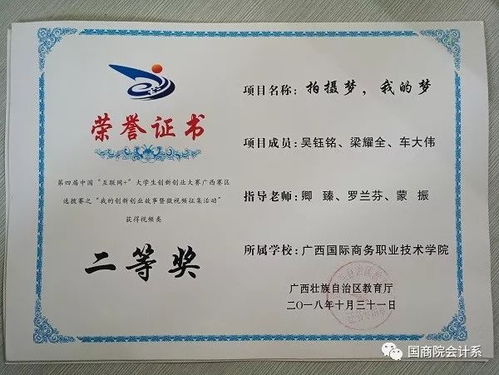 荣誉证书
第四届中国“互联网+”大学生创新创业大赛广西赛区
选拔赛之“我的创新创业故事暨微视频征集活动”
获得视频类
二等奖
项目名称：拍摄梦，我的梦
项目成员：吴钰铭、梁耀全、车大伟
指导老师：卿 臻、罗兰芬、蒙 振
所属学校：广西国际商务职业技术学院
广西壮族自治区教育厅
二〇一八年十月三十一日
国商院会计系